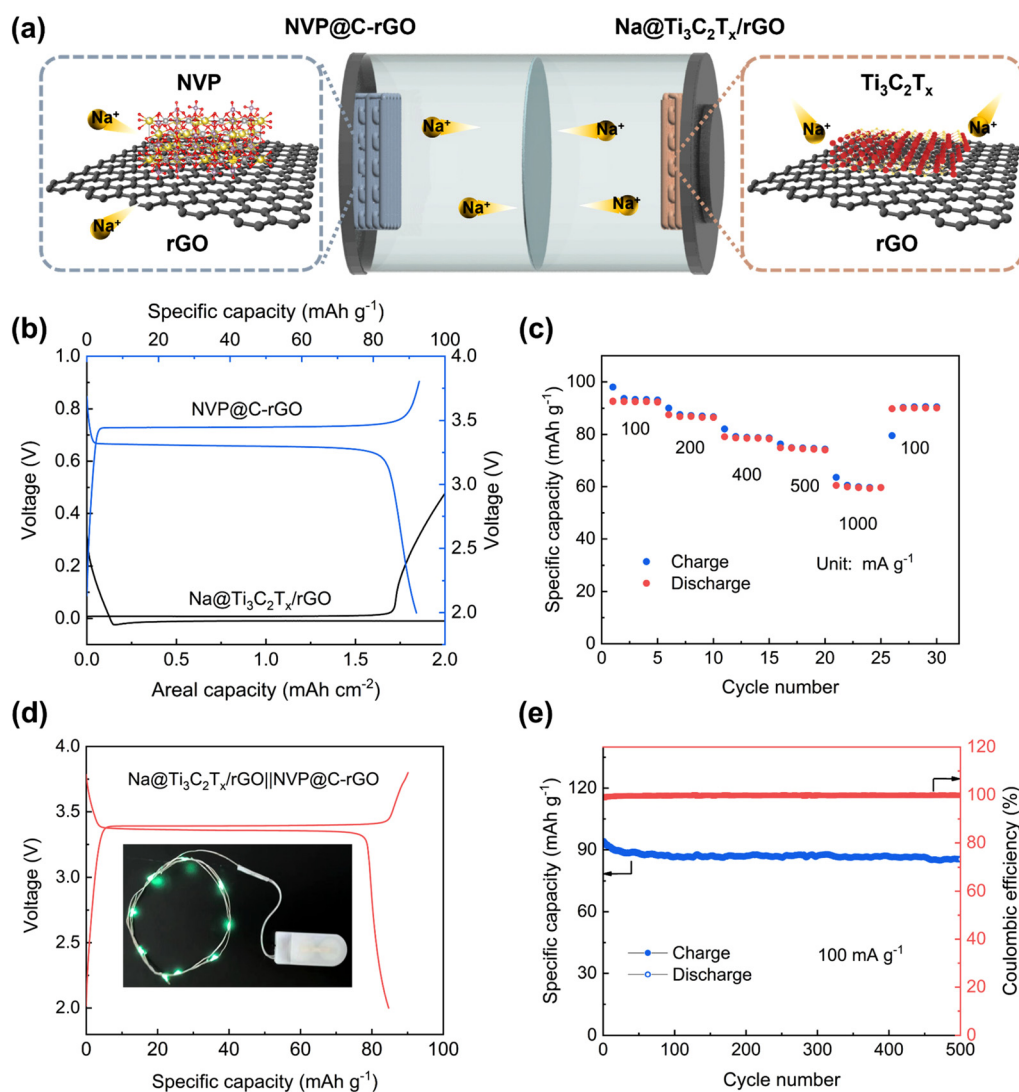 (a)
NVP@C-rGO
Na@Ti₃C₂Tₓ/rGO
NVP
Na⁺
Na⁺
rGO
Na⁺
Na⁺
Na⁺
Na⁺
Ti₃C₂Tₓ
Na⁺
Na⁺
rGO
(b)
Specific capacity (mAh g⁻¹)
0 20 40 60 80 100
1.0
0.8
0.6
0.4
0.2
0.0
Voltage (V)
NVP@C-rGO
Na@Ti₃C₂Tₓ/rGO
4.0
3.5
3.0
2.5
2.0
Voltage (V)
0.0 0.5 1.0 1.5 2.0
Areal capacity (mAh cm⁻²)
(c)
Specific capacity (mAh g⁻¹)
100
80
60
40
20
0
100
200
400
500
1000
100
Charge
Discharge
Unit: mA g⁻¹
0 5 10 15 20 25 30
Cycle number
(d)
Voltage (V)
4.0
3.5
3.0
2.5
2.0
Na@Ti₃C₂Tₓ/rGO||NVP@C-rGO
0 20 40 60 80 100
Specific capacity (mAh g⁻¹)
(e)
Specific capacity (mAh g⁻¹)
120
90
60
30
0
Charge
Discharge
100 mA g⁻¹
120
100
80
60
40
20
0
Coulombic efficiency (%)
0 100 200 300 400 500
Cycle number